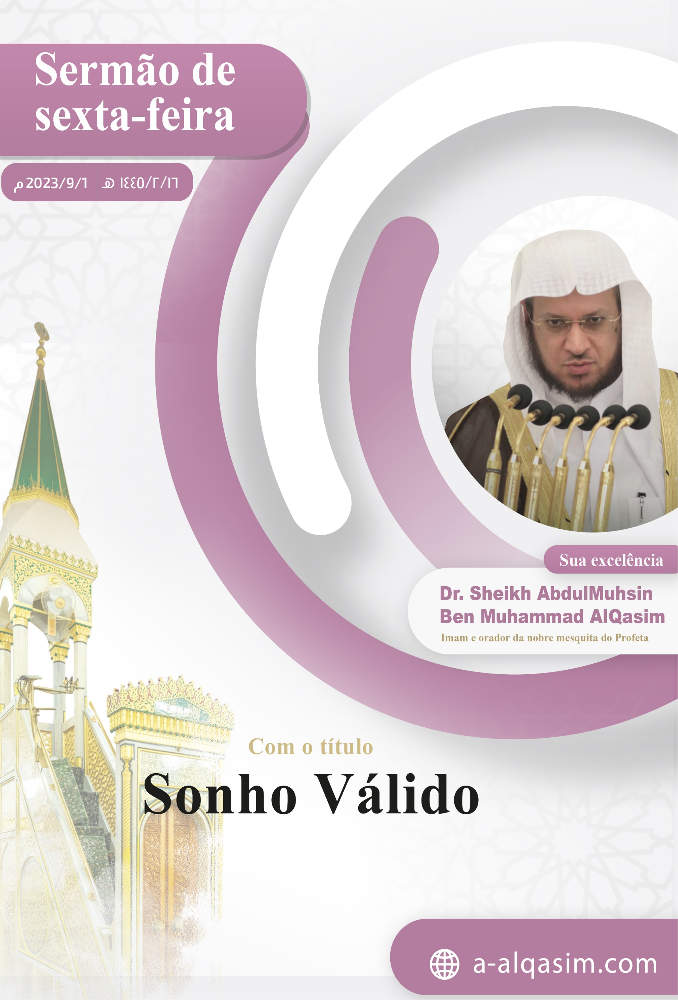 Sermão de
sexta-feira
2023/9/1 م | ١٤٤٥/٢/١٦ هـ
Sua excelência
Dr. Sheikh AbdulMuhsin
Ben Muhammad AlQasim
Imam e orador da nobre mesquita do Profeta
Com o título
Sonho Válido
a-alqasim.com